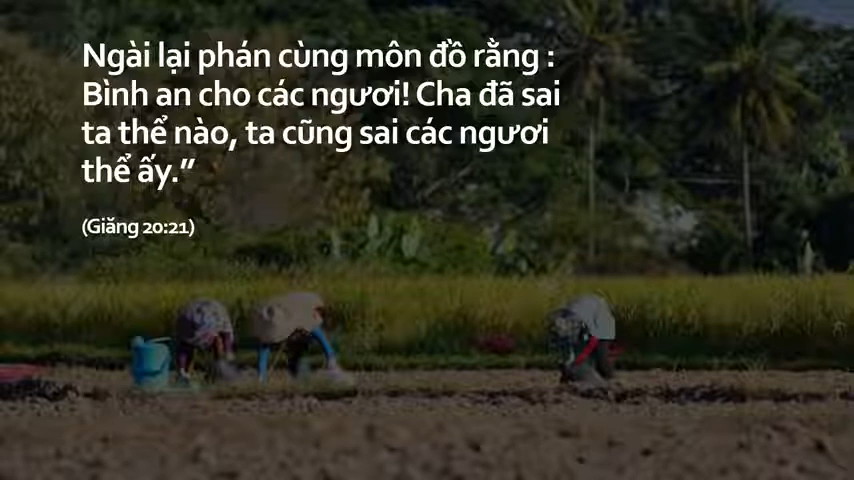 Ngài lại phán cùng môn đồ rằng :
Bình an cho các ngươi! Cha đã sai
ta thể nào, ta cũng sai các ngươi
thể ấy.”
(Giăng 20:21)